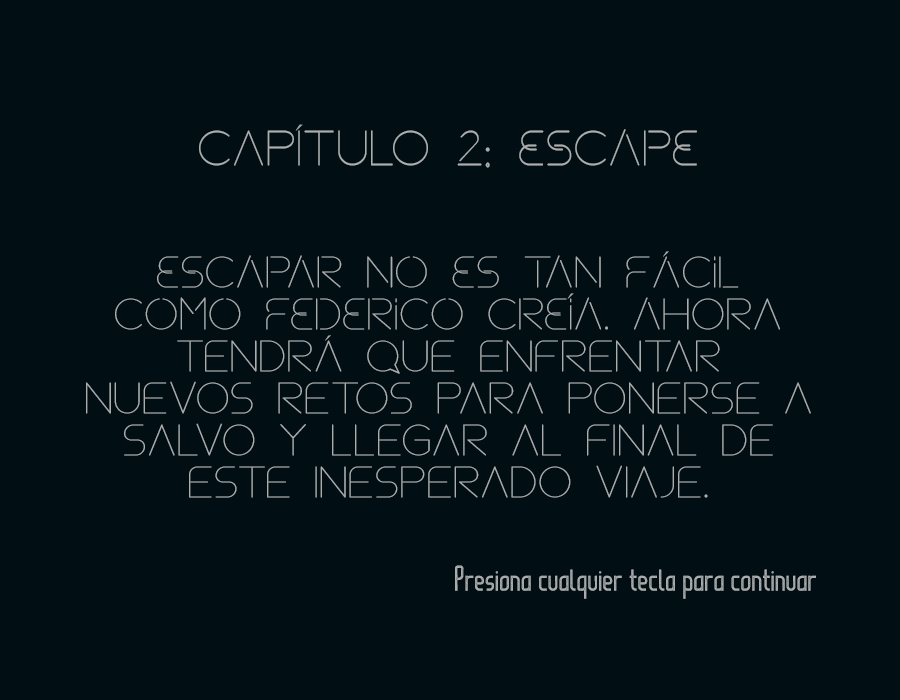 CAPÍTULO 2: ESCAPE
ESCAPAR NO ES TAN FÁCIL
COMO FEDERICO CREÍA. AHORA
TENDRÁ QUE ENFRENTAR
NUEVOS RETOS PARA PONERSE A
SALVO Y LLEGAR AL FINAL DE
ESTE INESPERADO VIAJE.
Presiona cualquier tecla para continuar